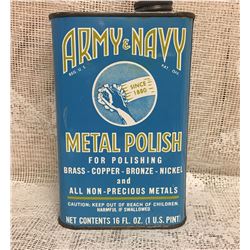 ARMY & NAVY
REG. U.S. PAT. OFF.
SINCE
1880
METAL POLISH
FOR POLISHING
BRASS - COPPER - BRONZE - NICKEL
and
ALL NON-PRECIOUS METALS
CAUTION: KEEP OUT OF REACH OF CHILDREN.
HARMFUL IF SWALLOWED
NET CONTENTS 16 FL. OZ. (1 U.S. PINT)